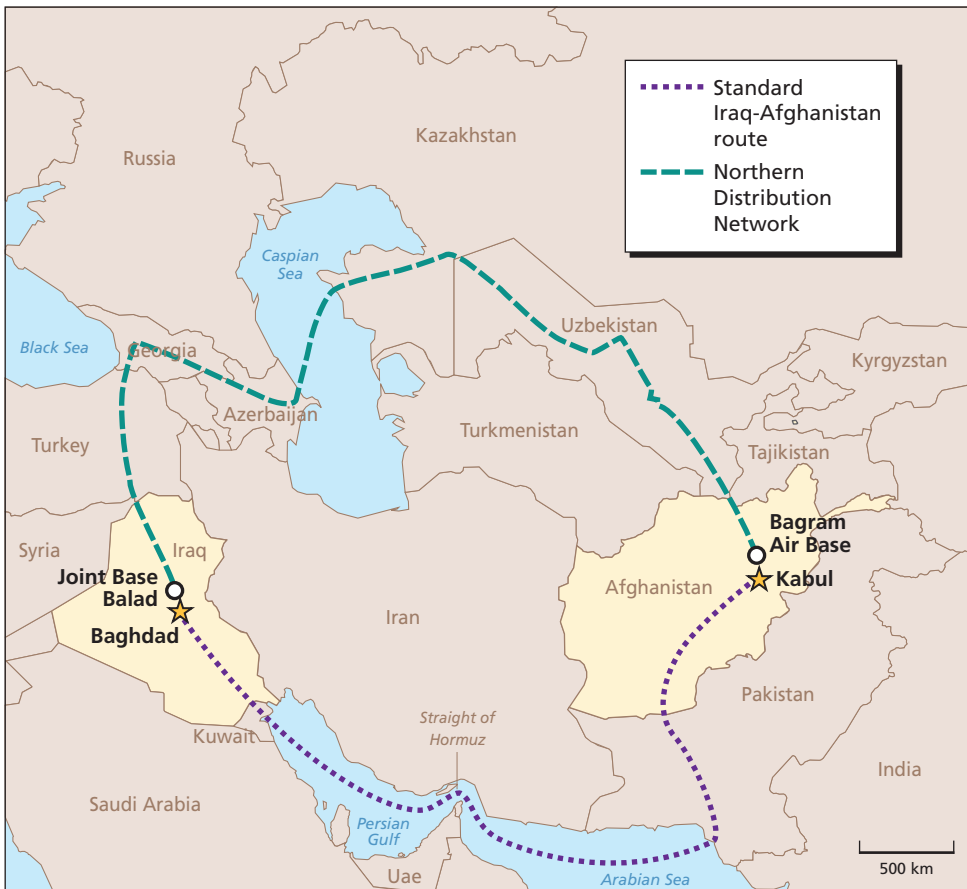 Standard
Iraq-Afghanistan
route
Northern
Distribution
Network
Kazakhstan
Russia
Caspian
Sea
Uzbekistan
Black Sea
Georgia
Kyrgyzstan
Azerbaijan
Turkey
Turkmenistan
Tajikistan
Bagram
Air Base
Syria
Iraq
Joint Base
Balad
Afghanistan
Kabul
Baghdad
Iran
Pakistan
Straight of
Hormuz
Kuwait
India
Saudi Arabia
Persian
Gulf
500 km
Uae
Arabian Sea